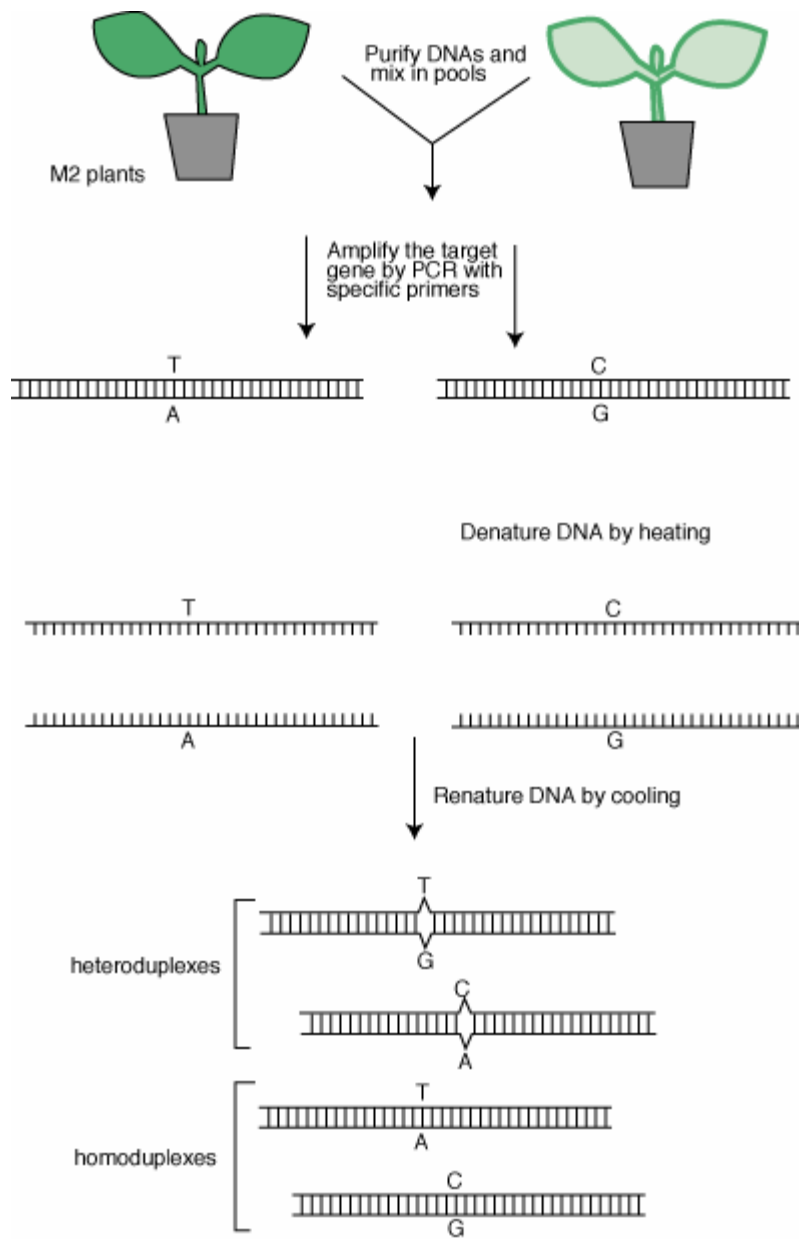 Purify DNAs and
mix in pools
M2 plants
Amplify the target
gene by PCR with
specific primers
T
C
A
G
Denature DNA by heating
T
C
A
G
Renature DNA by cooling
T
heteroduplexes
G
C
A
T
homoduplexes
A
C
G